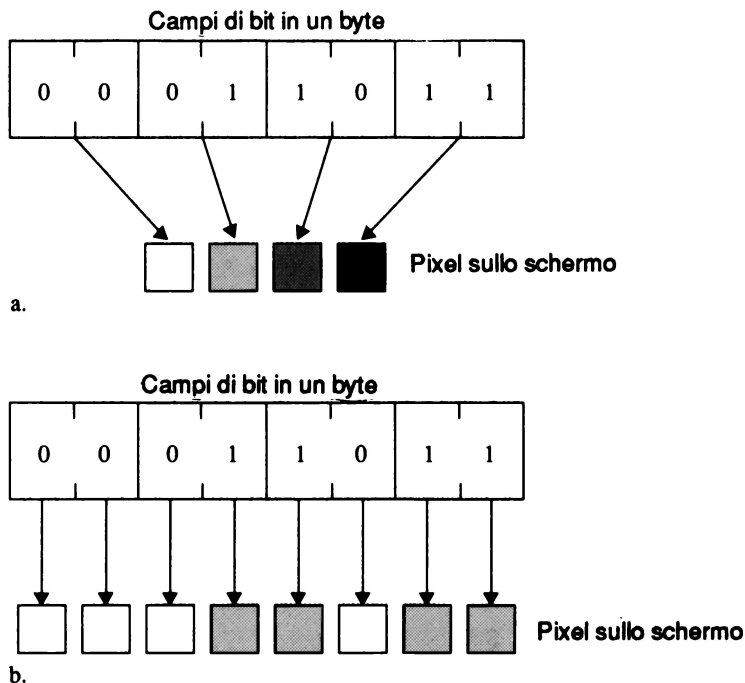 Campi di bit in un byte
0 0 0 1 1 0 1 1
Pixel sullo schermo
a.
Campi di bit in un byte
0 0 0 1 1 0 1 1
Pixel sullo schermo
b.